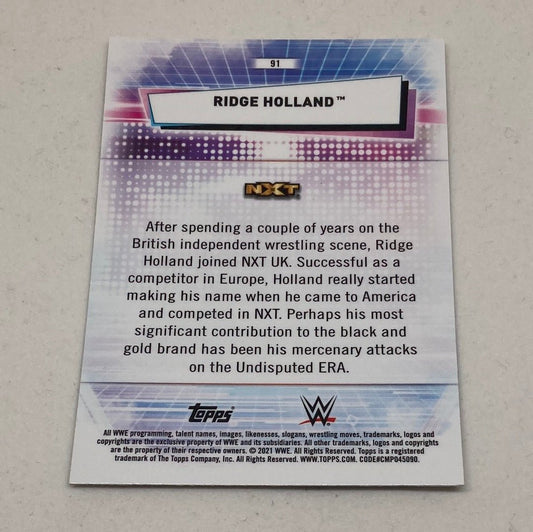 91
RIDGE HOLLAND™
NXT
After spending a couple of years on the
British independent wrestling scene, Ridge
Holland joined NXT UK. Successful as a
competitor in Europe, Holland really started
making his name when he came to America
and competed in NXT. Perhaps his most
significant contribution to the black and
gold brand has been his mercenary attacks
on the Undisputed ERA.
Topps W
All WWE programming, talent names, images, likenesses, slogans, wrestling moves, trademarks, logos and
copyrights are the exclusive property of WWE and its subsidiaries. All other trademarks, logos and copyrights
are the property of their respective owners. © 2021 WWE. All Rights Reserved. Topps is a registered
trademark of The Topps Company, Inc. All Rights Reserved. WWW.TOPPS.COM. CODE#CMP045090.